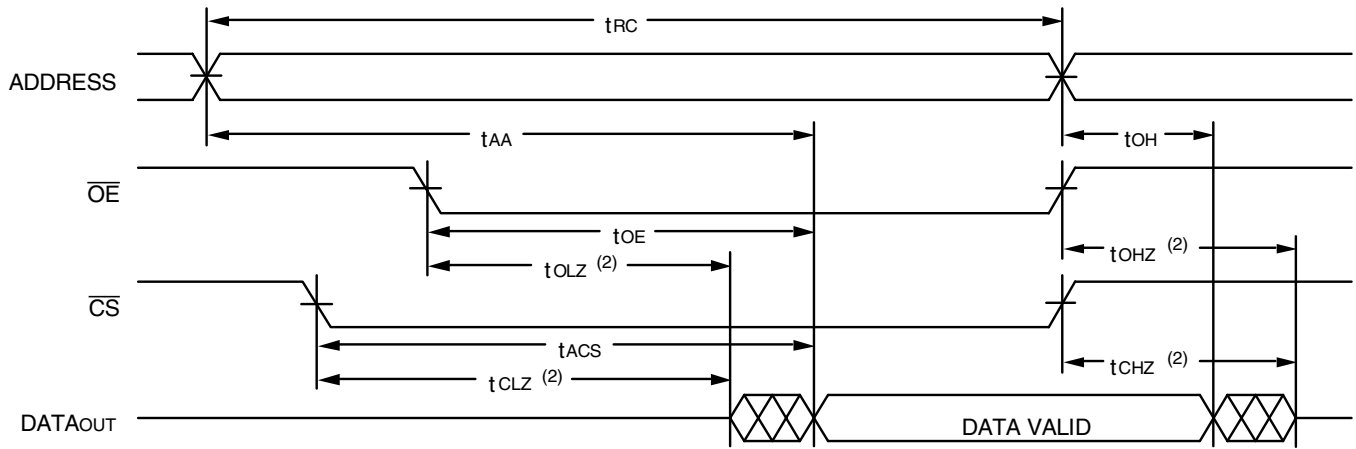 tRC
ADDRESS
tAA
tOH
OE
tOE
tOLZ (2)
tOHZ (2)
CS
tACS
tCLZ (2)
tCHZ (2)
DATAOUT
DATA VALID